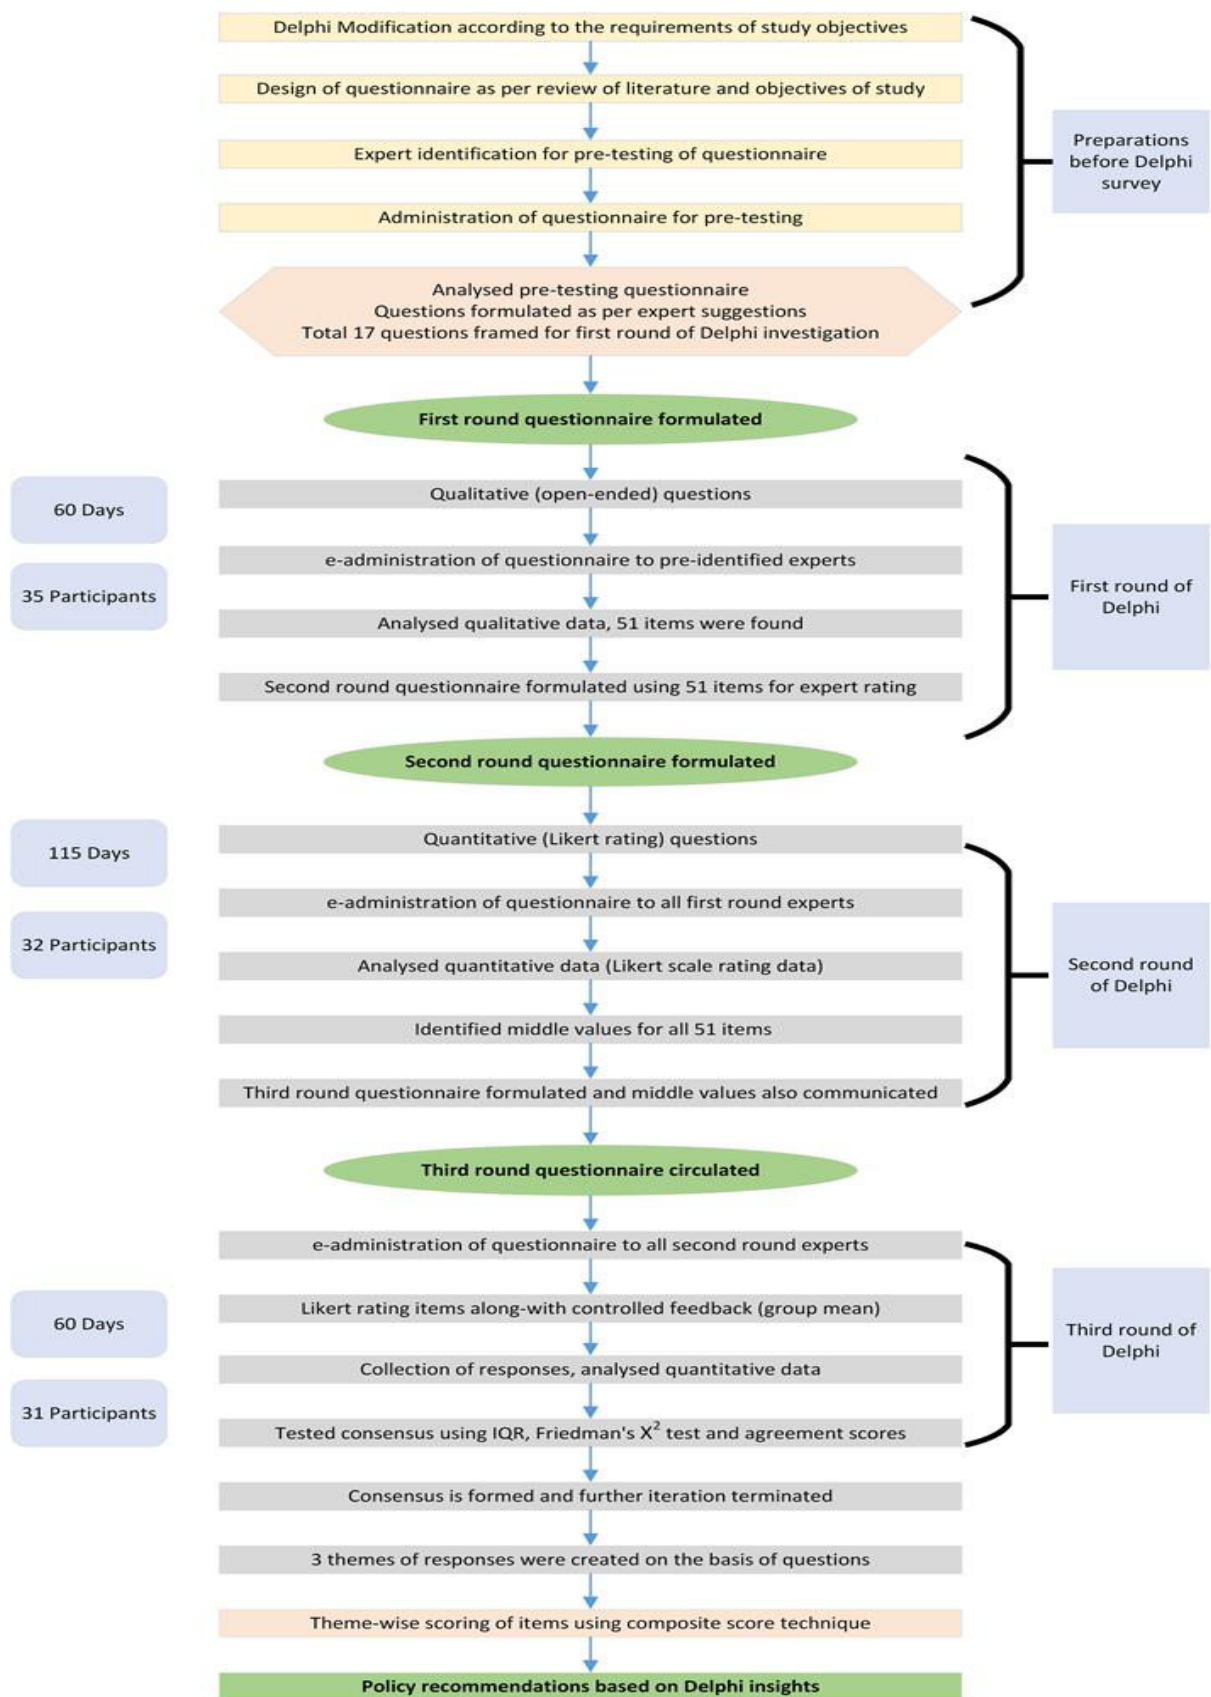 Delphi Modification according to the requirements of study objectives
Design of questionnaire as per review of literature and objectives of study
Expert identification for pre-testing of questionnaire
Administration of questionnaire for pre-testing
Preparations
before Delphi
survey
Analysed pre-testing questionnaire
Questions formulated as per expert suggestions
Total 17 questions framed for first round of Delphi investigation
First round questionnaire formulated
60 Days
35 Participants
Qualitative (open-ended) questions
e-administration of questionnaire to pre-identified experts
Analysed qualitative data, 51 items were found
Second round questionnaire formulated using 51 items for expert rating
First round of
Delphi
Second round questionnaire formulated
115 Days
32 Participants
Quantitative (Likert rating) questions
e-administration of questionnaire to all first round experts
Analysed quantitative data (Likert scale rating data)
Identified middle values for all 51 items
Third round questionnaire formulated and middle values also communicated
Second round
of Delphi
Third round questionnaire circulated
60 Days
31 Participants
e-administration of questionnaire to all second round experts
Likert rating items along-with controlled feedback (group mean)
Collection of responses, analysed quantitative data
Tested consensus using IQR, Friedman's X² test and agreement scores
Third round of
Delphi
Consensus is formed and further iteration terminated
3 themes of responses were created on the basis of questions
Theme-wise scoring of items using composite score technique
Policy recommendations based on Delphi insights